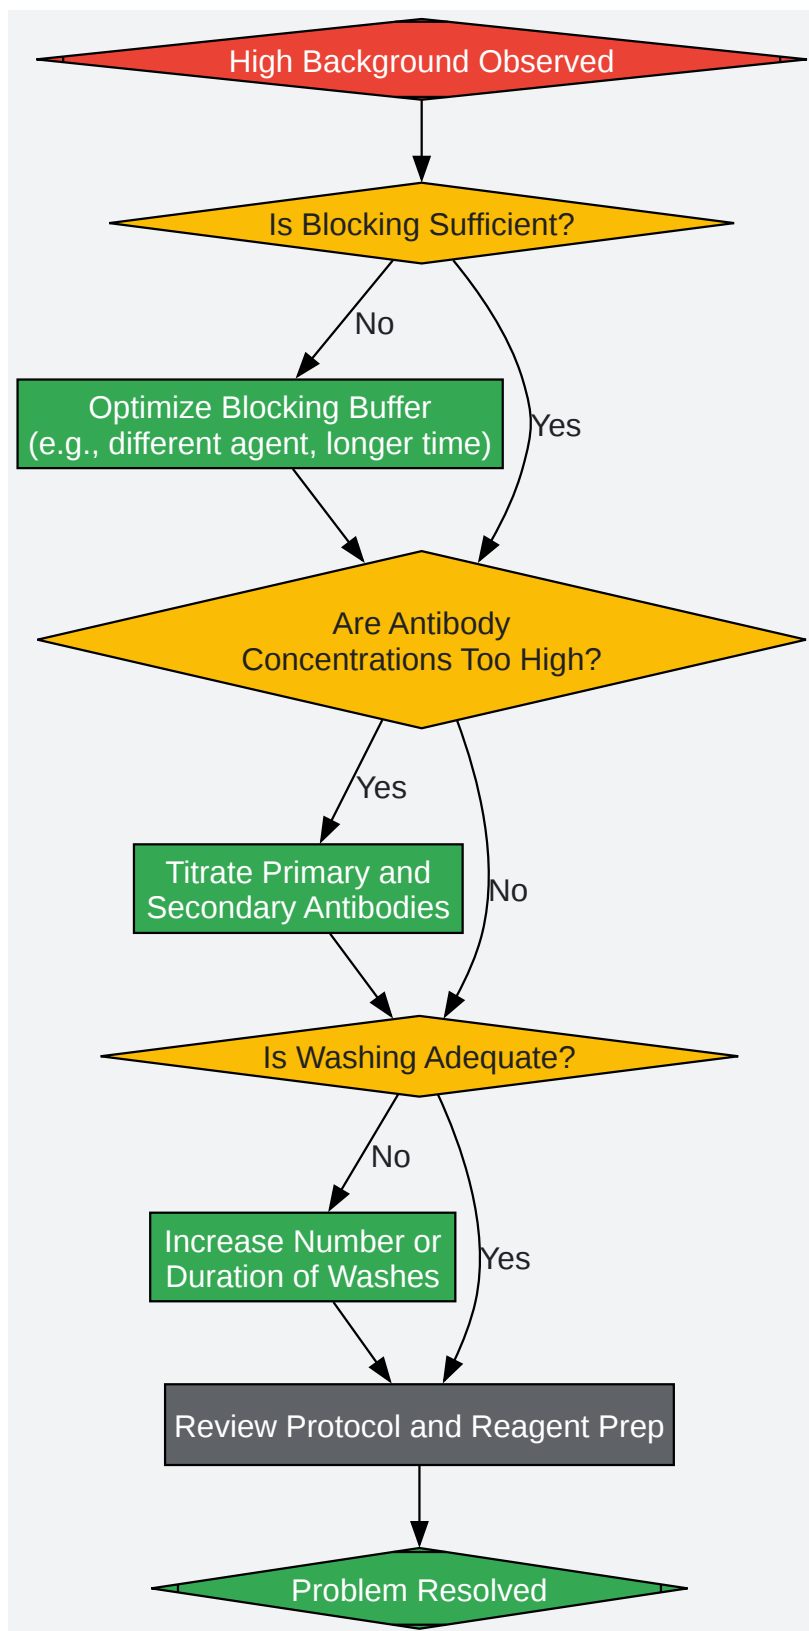 High Background Observed
Is Blocking Sufficient?
No
Optimize Blocking Buffer
(e.g., different agent, longer time)
Yes
Are Antibody
Concentrations Too High?
Yes
Titrate Primary and
Secondary Antibodies
No
Is Washing Adequate?
No
Increase Number or
Duration of Washes
Yes
Review Protocol and Reagent Prep
Problem Resolved